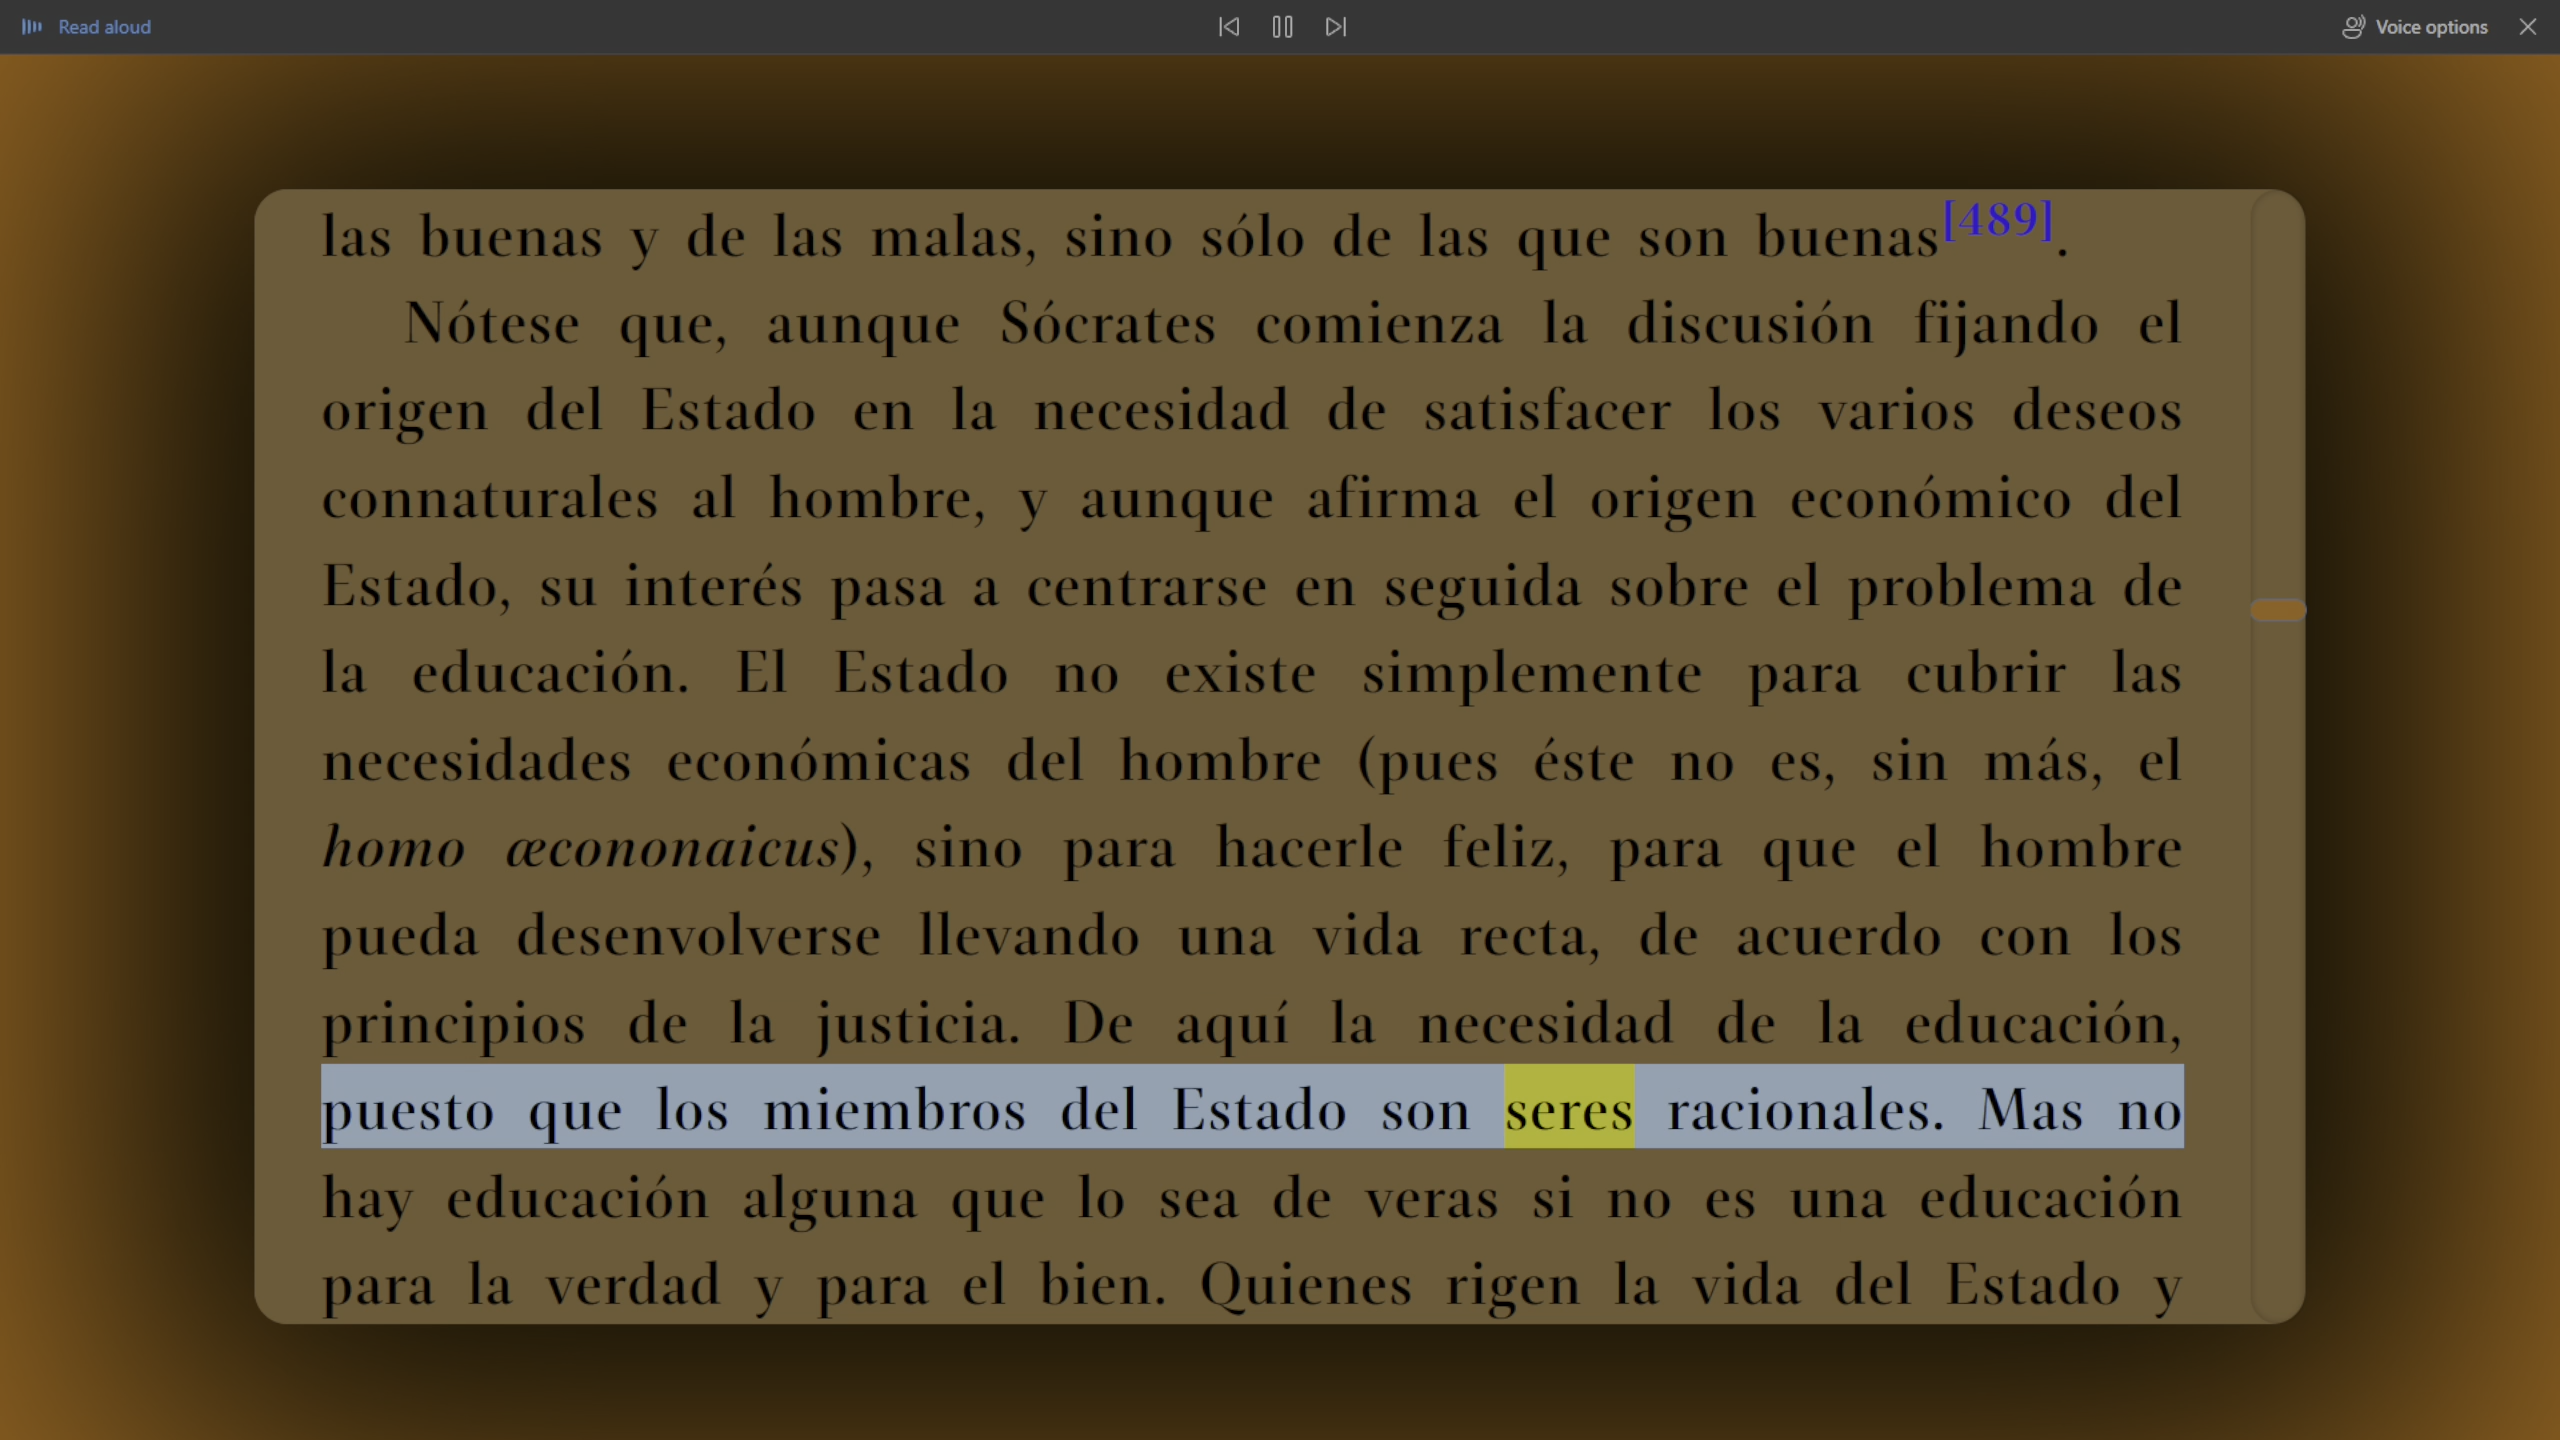 Read aloud
Voice options
las buenas y de las malas, sino sólo de las que son buenas[489].
Nótese que, aunque Sócrates comienza la discusión fijando el
origen del Estado en la necesidad de satisfacer los varios deseos
connaturales al hombre, y aunque afirma el origen económico del
Estado, su interés pasa a centrarse en seguida sobre el problema de
la educación. El Estado no existe simplemente para cubrir las
necesidades económicas del hombre (pues éste no es, sin más, el
homo æcononaicus), sino para hacerle feliz, para que el hombre
pueda desenvolverse llevando una vida recta, de acuerdo con los
principios de la justicia. De aquí la necesidad de la educación,
puesto que los miembros del Estado son seres racionales. Mas no
hay educación alguna que lo sea de veras si no es una educación
para la verdad y para el bien. Quienes rigen la vida del Estado y